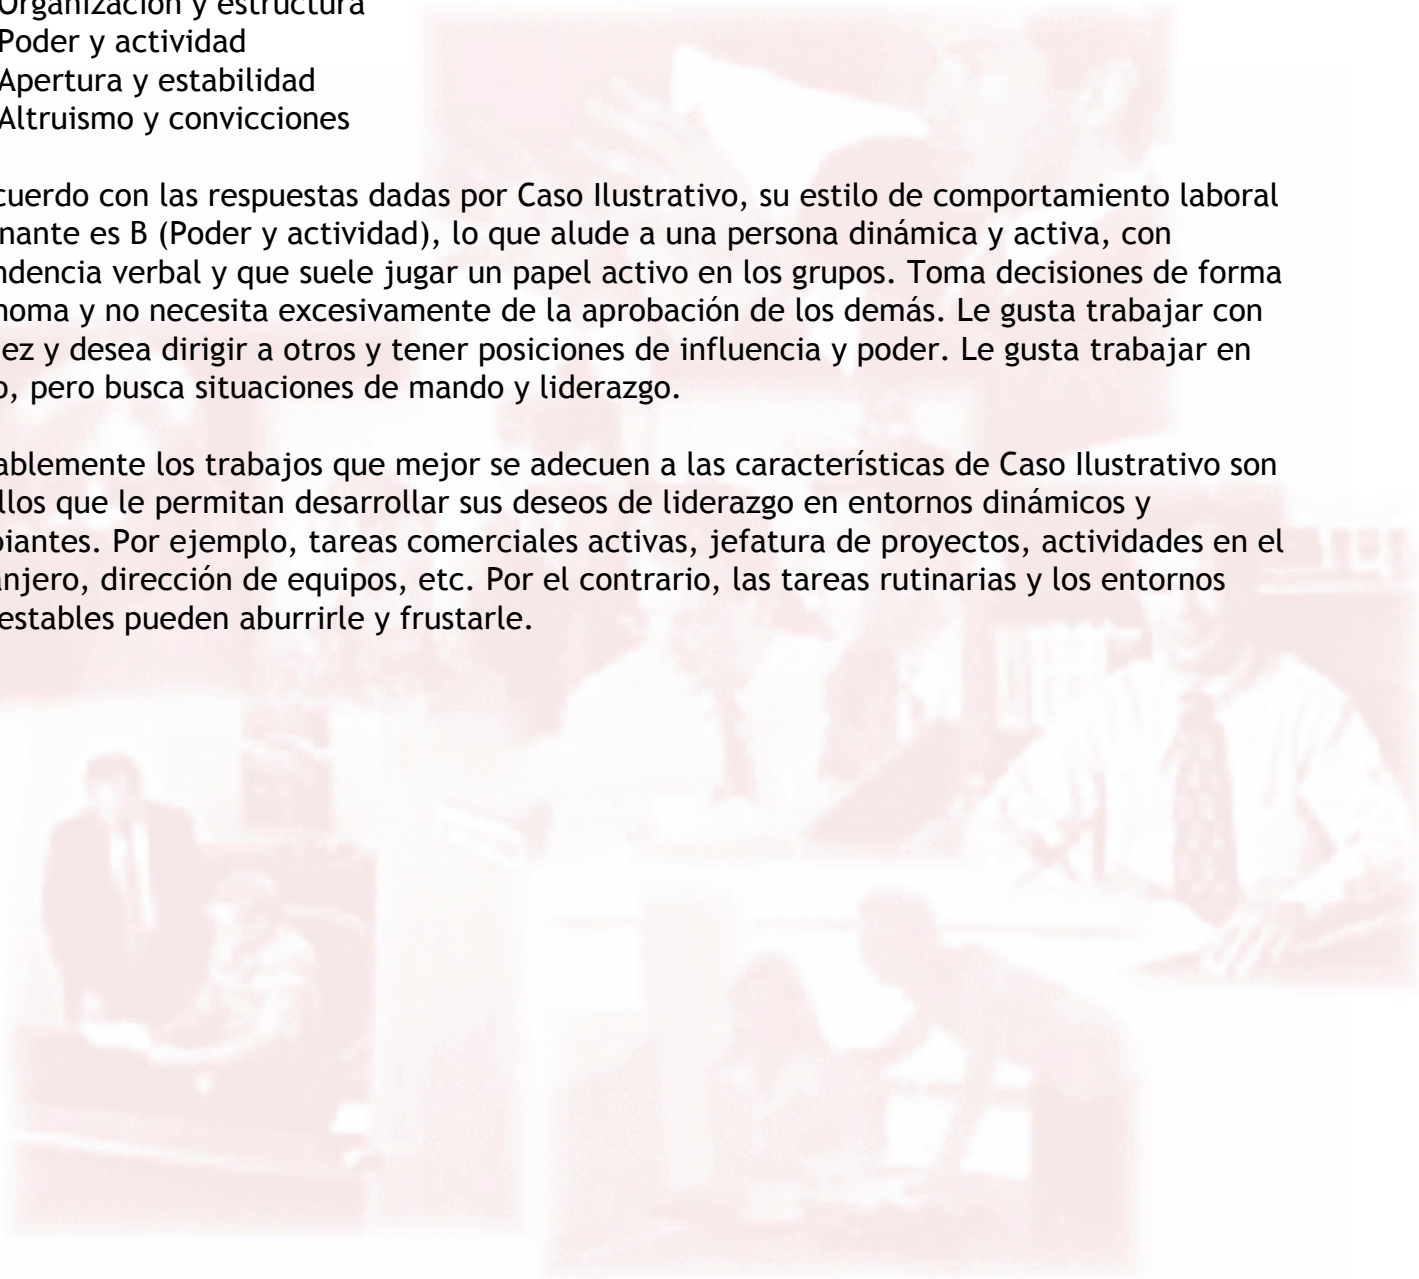 Organización y estructura
Poder y actividad
Apertura y estabilidad
Altruismo y convicciones
cuerdo con las respuestas dadas por Caso Ilustrativo, su estilo de comportamiento laboral
nante es B (Poder y actividad), lo que alude a una persona dinámica y activa, con
ndencia verbal y que suele jugar un papel activo en los grupos. Toma decisiones de forma
noma y no necesita excesivamente de la aprobación de los demás. Le gusta trabajar con
ez y desea dirigir a otros y tener posiciones de influencia y poder. Le gusta trabajar en
o, pero busca situaciones de mando y liderazgo.
ablemente los trabajos que mejor se adecuen a las características de Caso Ilustrativo son
llos que le permitan desarrollar sus deseos de liderazgo en entornos dinámicos y
biantes. Por ejemplo, tareas comerciales activas, jefatura de proyectos, actividades en el
anjero, dirección de equipos, etc. Por el contrario, las tareas rutinarias y los entornos
estables pueden aburrirle y frustarle.